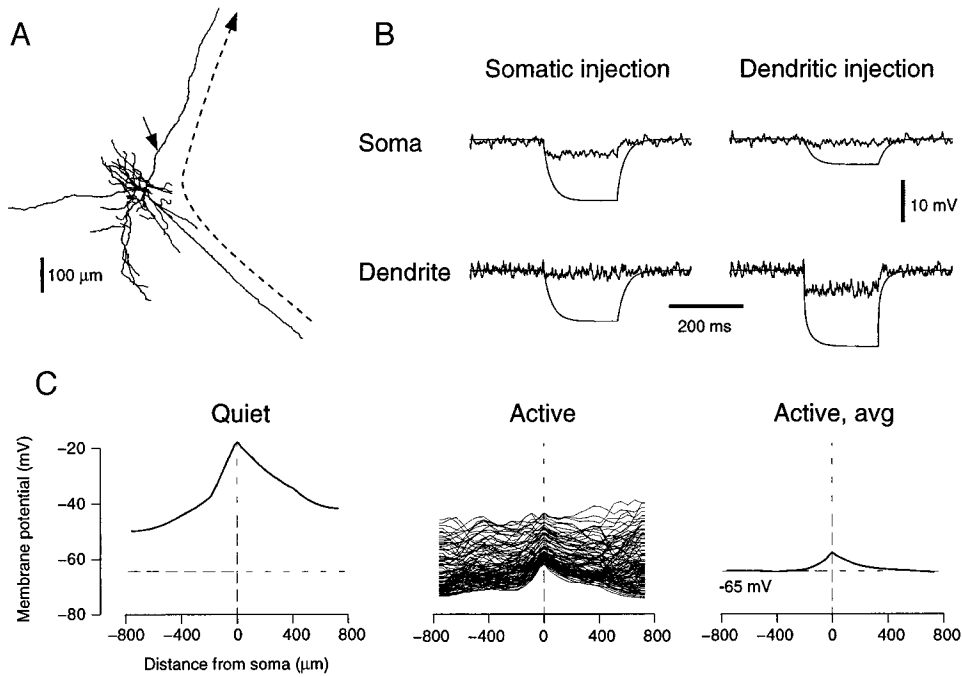 A
B
Somatic injection
Dendritic injection
Soma
10 mV
100 μm
Dendrite
200 ms
C
Quiet
Active
Active, avg
Membrane potential (mV)
−20
−40
−60
−80
-65 mV
−800 −400 0 400 800
−800 −400 0 400 800
−800 −400 0 400 800
Distance from soma (μm)